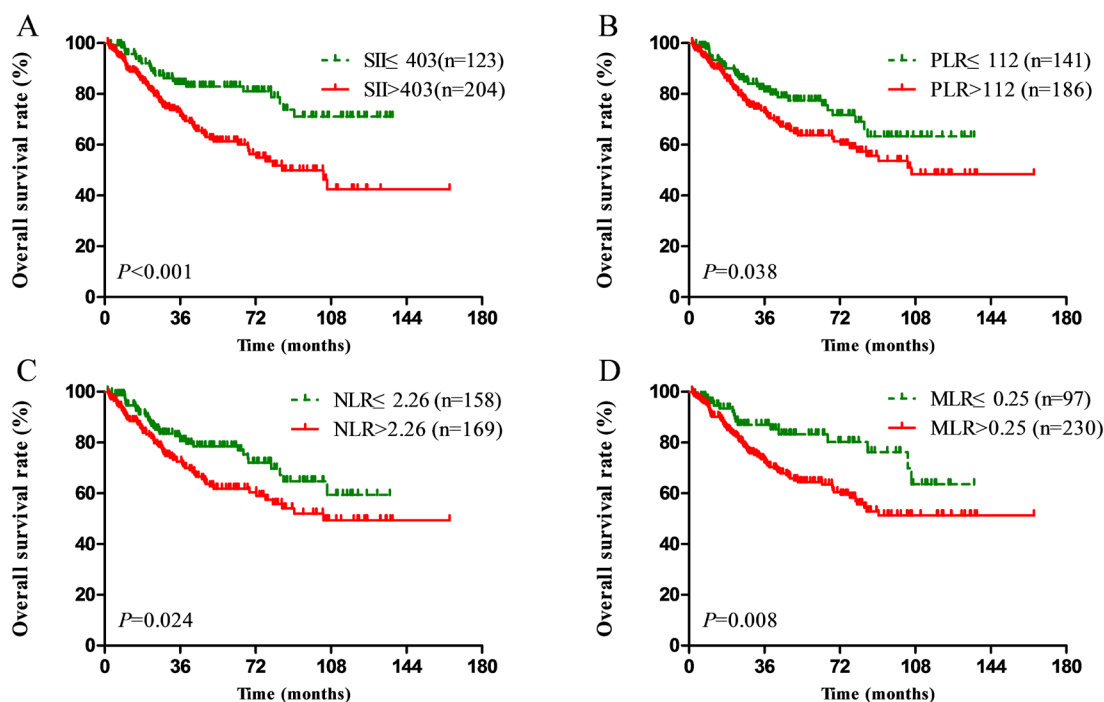 A
Overall survival rate (%)
100
80
60
40
20
0
SII≤ 403(n=123)
SII>403(n=204)
P<0.001
0 36 72 108 144 180
Time (months)
B
Overall survival rate (%)
100
80
60
40
20
0
PLR≤ 112 (n=141)
PLR>112 (n=186)
P=0.038
0 36 72 108 144 180
Time (months)
C
Overall survival rate (%)
100
80
60
40
20
0
NLR≤ 2.26 (n=158)
NLR>2.26 (n=169)
P=0.024
0 36 72 108 144 180
Time (months)
D
Overall survival rate (%)
100
80
60
40
20
0
MLR≤ 0.25 (n=97)
MLR>0.25 (n=230)
P=0.008
0 36 72 108 144 180
Time (months)